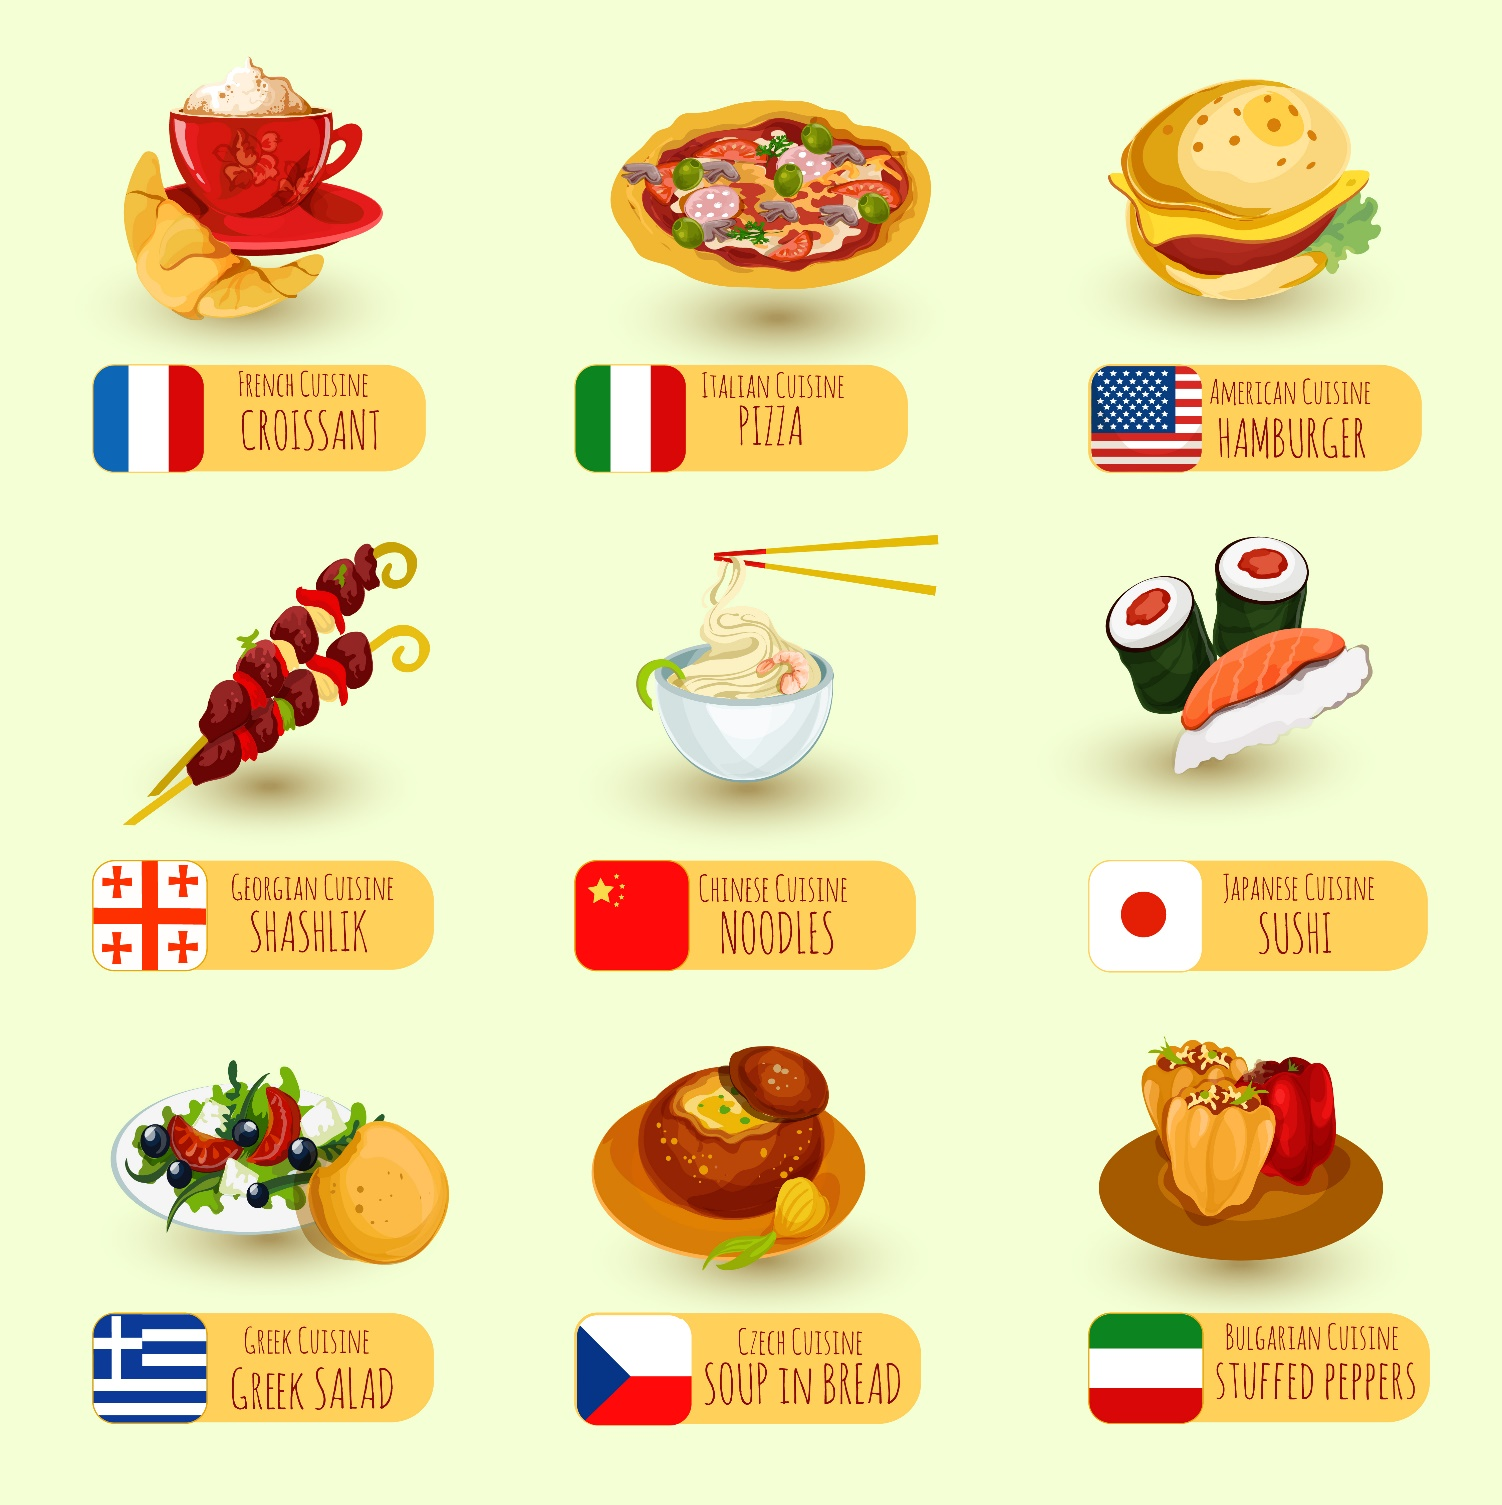 French Cuisine
CROISSANT
Italian Cuisine
PIZZA
American Cuisine
HAMBURGER
Georgian Cuisine
SHASHLIK
Chinese Cuisine
NOODLES
Japanese Cuisine
SUSHI
Greek Cuisine
GREEK SALAD
Czech Cuisine
SOUP IN BREAD
Bulgarian Cuisine
STUFFED PEPPERS